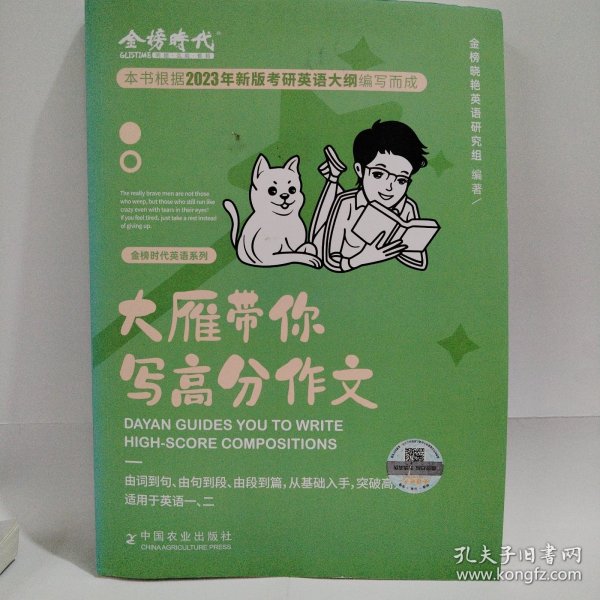 金榜時代
GLISTIME
本书根据2023年新版考研英语大纲编写而成
金榜晓艳英语研究组 编著
The really brave men are not those
who weep, but those who still run like
crazy even with tears in their eyes!
If you feel tired, just take a rest instead
of giving up.
金榜时代英语系列
大雁带你
写高分作文
DAYAN GUIDES YOU TO WRITE
HIGH-SCORE COMPOSITIONS
由词到句、由句到段、由段到篇，从基础入手，突破高
适用于英语一、二
中国农业出版社
CHINA AGRICULTURE PRESS
孔夫子旧书网
www.kongfz.com